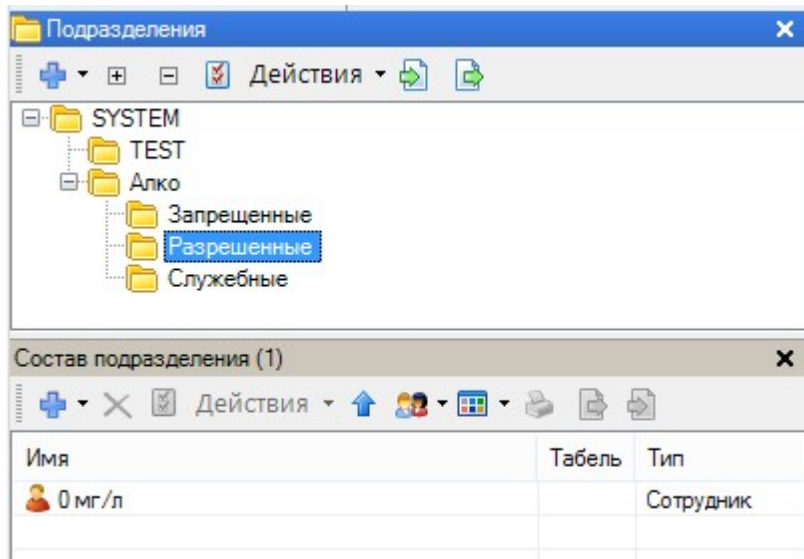 Подразделения
Действия
SYSTEM
TEST
Алко
Запрещенные
Разрешенные
Служебные
Состав подразделения (1)
Действия
Имя Табель Тип
0 мг/л Сотрудник